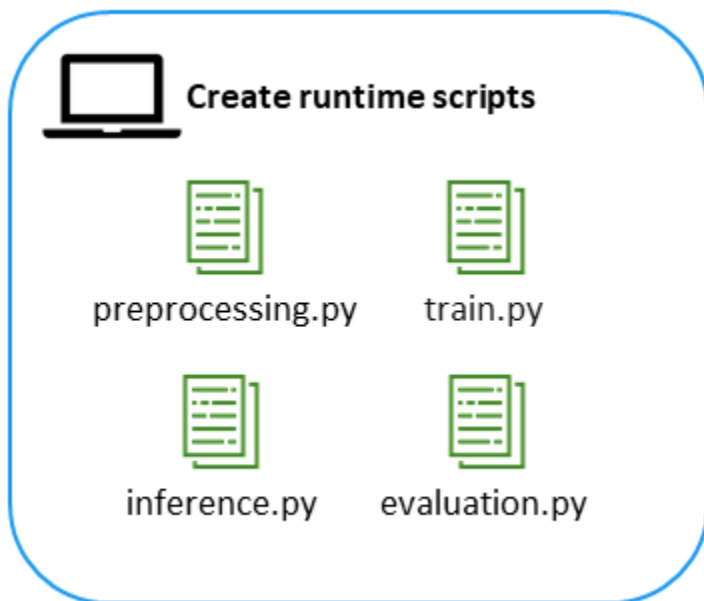 Create runtime scripts
preprocessing.py
train.py
inference.py
evaluation.py